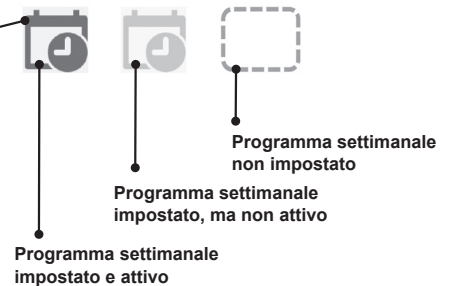 Programma settimanale
non impostato
Programma settimanale
impostato, ma non attivo
Programma settimanale
impostato e attivo